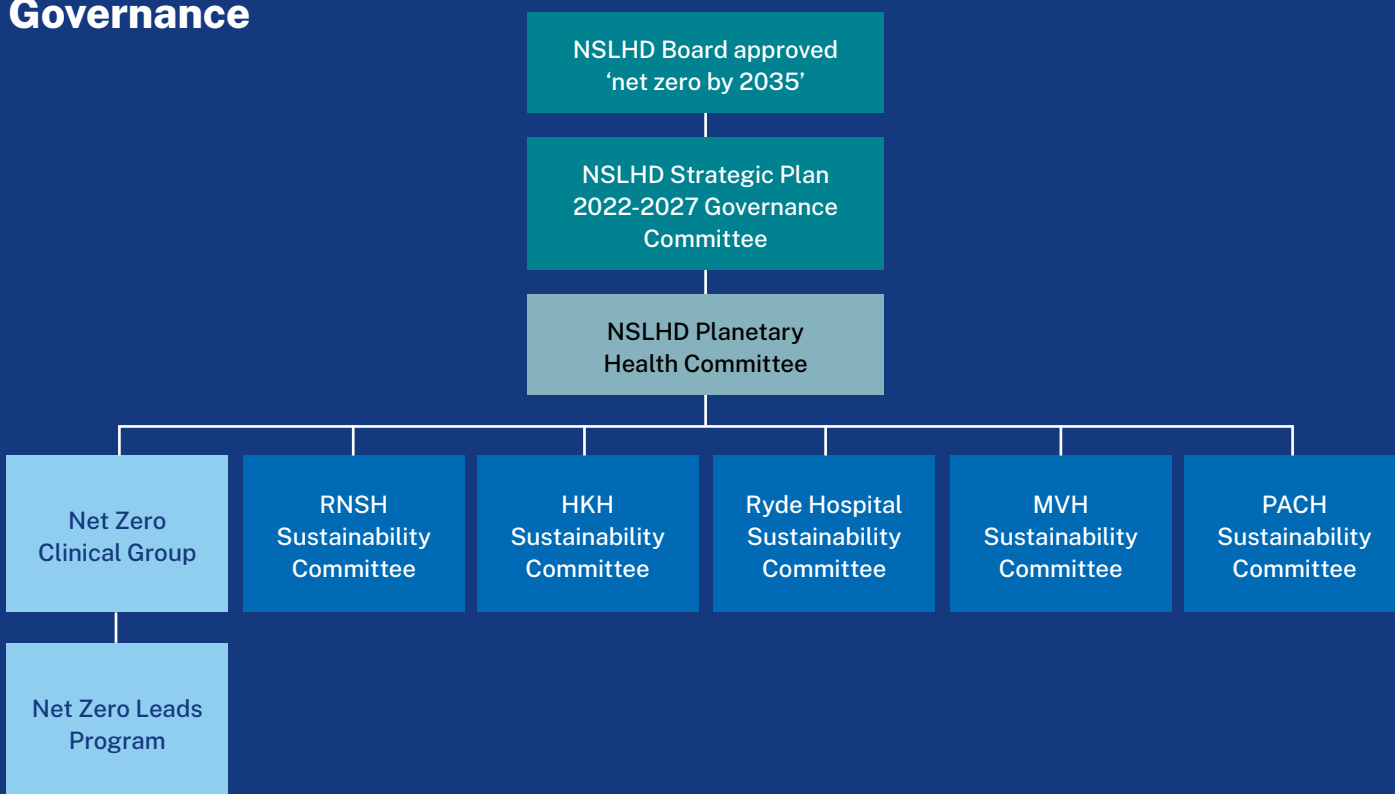 Governance
NSLHD Board approved
‘net zero by 2035’
NSLHD Strategic Plan
2022-2027 Governance
Committee
NSLHD Planetary
Health Committee
Net Zero
Clinical Group
RNSH
Sustainability
Committee
HKH
Sustainability
Committee
Ryde Hospital
Sustainability
Committee
MVH
Sustainability
Committee
PACH
Sustainability
Committee
Net Zero Leads
Program